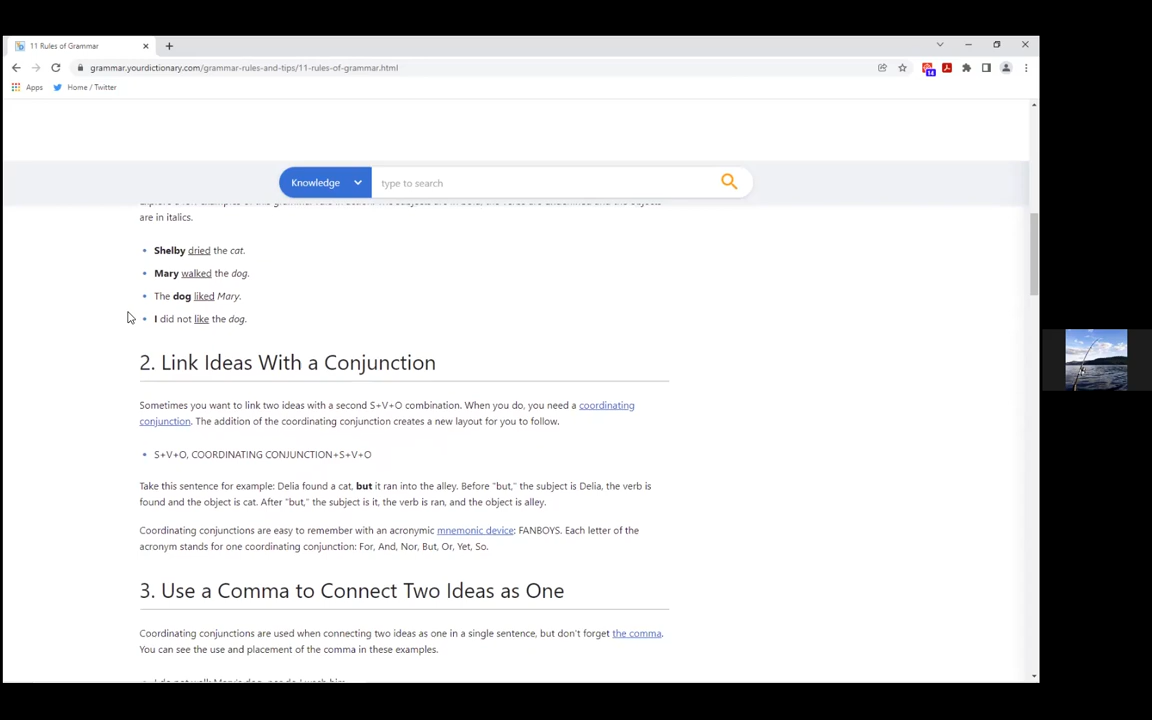 11 Rules of Grammar
grammar.yourdictionary.com/grammar-rules-and-tips/11-rules-of-grammar.html
14
Apps Home / Twitter
Knowledge type to search
are in italics.
Shelby dried the cat.
Mary walked the dog.
The dog liked Mary.
I did not like the dog.
2. Link Ideas With a Conjunction
Sometimes you want to link two ideas with a second S+V+O combination. When you do, you need a coordinating
conjunction. The addition of the coordinating conjunction creates a new layout for you to follow.
S+V+O, COORDINATING CONJUNCTION+S+V+O
Take this sentence for example: Delia found a cat, but it ran into the alley. Before "but," the subject is Delia, the verb is
found and the object is cat. After "but," the subject is it, the verb is ran, and the object is alley.
Coordinating conjunctions are easy to remember with an acronymic mnemonic device: FANBOYS. Each letter of the
acronym stands for one coordinating conjunction: For, And, Nor, But, Or, Yet, So.
3. Use a Comma to Connect Two Ideas as One
Coordinating conjunctions are used when connecting two ideas as one in a single sentence, but don't forget the comma.
You can see the use and placement of the comma in these examples.